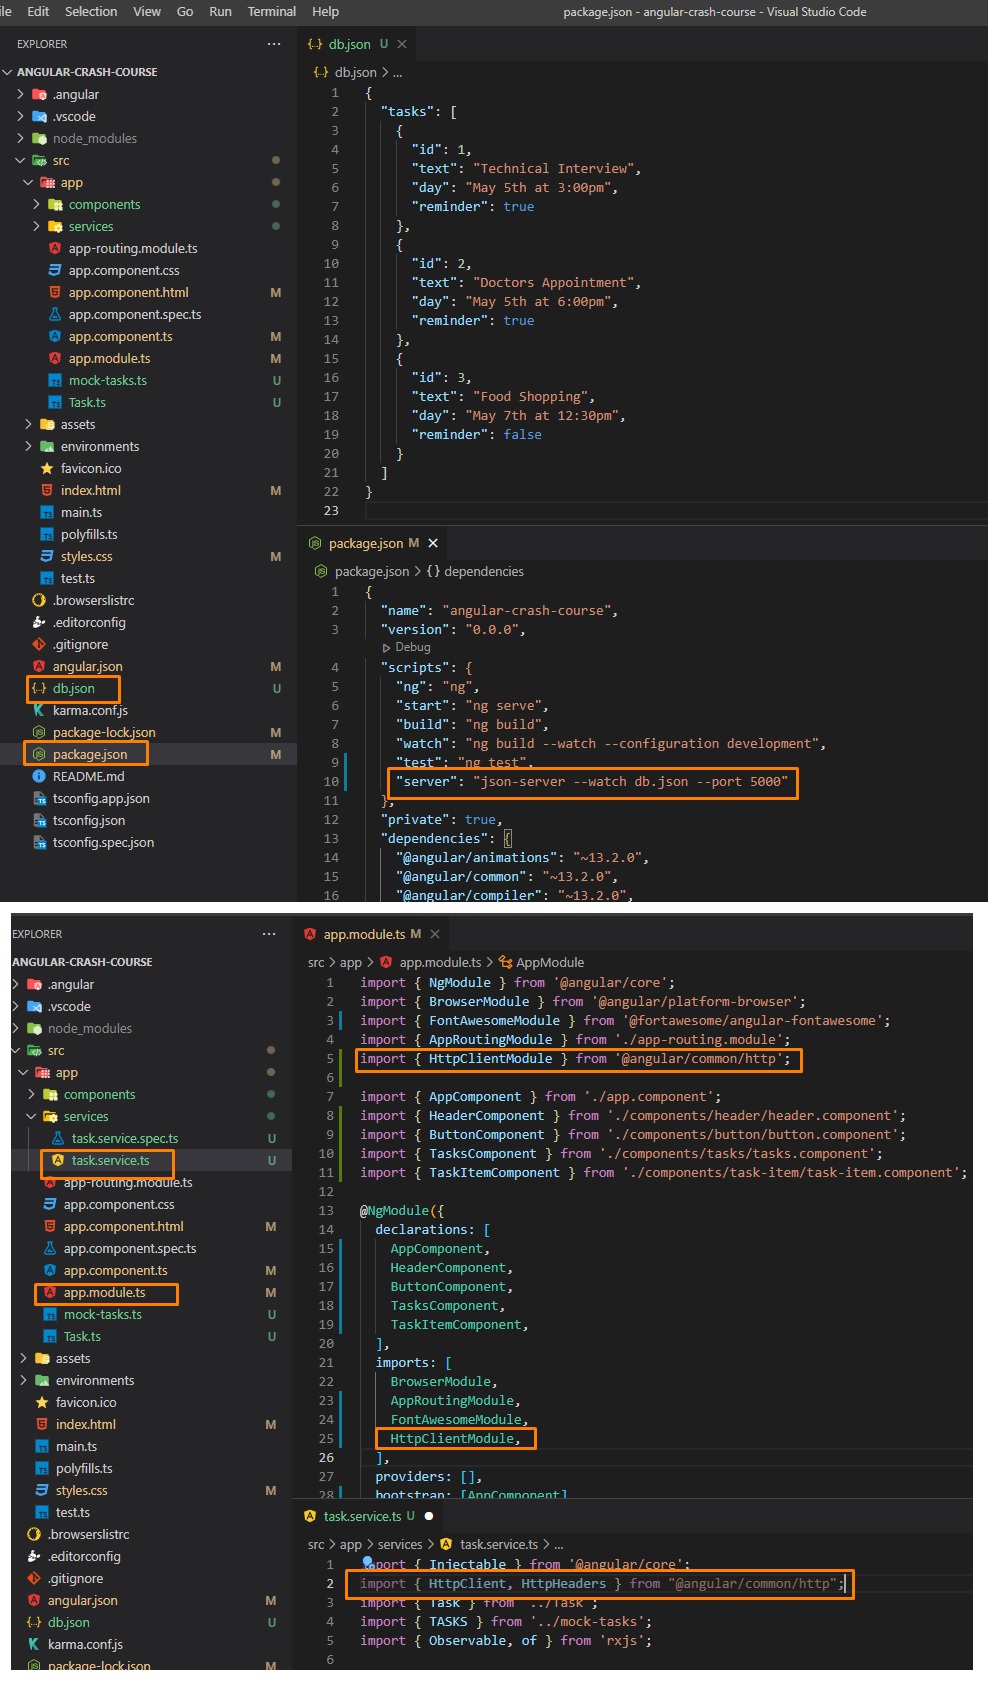 ile Edit Selection View Go Run Terminal Help package.json - angular-crash-course - Visual Studio Code
EXPLORER ...
ANGULAR-CRASH-COURSE
.angular
.vscode
node_modules
src
app
components
services
app-routing.module.ts
app.component.css
app.component.html M
app.component.spec.ts
app.component.ts M
app.module.ts M
mock-tasks.ts U
Task.ts U
assets
environments
favicon.ico
index.html M
main.ts
polyfills.ts
styles.css M
test.ts
.browserslistrc
.editorconfig
.gitignore
angular.json M
db.json U
karma.conf.js
package-lock.json M
package.json M
README.md
tsconfig.app.json
tsconfig.json
tsconfig.spec.json
db.json U
db.json > ...
1 {
2 "tasks": [
3 {
4 "id": 1,
5 "text": "Technical Interview",
6 "day": "May 5th at 3:00pm",
7 "reminder": true
8 },
9 {
10 "id": 2,
11 "text": "Doctors Appointment",
12 "day": "May 5th at 6:00pm",
13 "reminder": true
14 },
15 {
16 "id": 3,
17 "text": "Food Shopping",
18 "day": "May 7th at 12:30pm",
19 "reminder": false
20 }
21 ]
22 }
23
package.json M
package.json > {} dependencies
1 {
2 "name": "angular-crash-course",
3 "version": "0.0.0",
Debug
4 "scripts": {
5 "ng": "ng",
6 "start": "ng serve",
7 "build": "ng build",
8 "watch": "ng build --watch --configuration development",
9 "test": "ng test",
10 "server": "json-server --watch db.json --port 5000"
11 },
12 "private": true,
13 "dependencies": {
14 "@angular/animations": "~13.2.0",
15 "@angular/common": "~13.2.0",
16 "@angular/compiler": "~13.2.0",
EXPLORER ...
ANGULAR-CRASH-COURSE
.angular
.vscode
node_modules
src
app
components
services
task.service.spec.ts U
task.service.ts U
app-routing.module.ts
app.component.css
app.component.html M
app.component.spec.ts
app.component.ts M
app.module.ts M
mock-tasks.ts U
Task.ts U
assets
environments
favicon.ico
index.html M
main.ts
polyfills.ts
styles.css M
test.ts
.browserslistrc
.editorconfig
.gitignore
angular.json M
db.json U
karma.conf.js
package-lock.json M
app.module.ts M
src > app > app.module.ts > AppModule
1 import { NgModule } from '@angular/core';
2 import { BrowserModule } from '@angular/platform-browser';
3 import { FontAwesomeModule } from '@fortawesome/angular-fontawesome';
4 import { AppRoutingModule } from './app-routing.module';
5 import { HttpClientModule } from '@angular/common/http';
6
7 import { AppComponent } from './app.component';
8 import { HeaderComponent } from './components/header/header.component';
9 import { ButtonComponent } from './components/button/button.component';
10 import { TasksComponent } from './components/tasks/tasks.component';
11 import { TaskItemComponent } from './components/task-item/task-item.component';
12
13 @NgModule({
14 declarations: [
15 AppComponent,
16 HeaderComponent,
17 ButtonComponent,
18 TasksComponent,
19 TaskItemComponent,
20 ],
21 imports: [
22 BrowserModule,
23 AppRoutingModule,
24 FontAwesomeModule,
25 HttpClientModule,
26 ],
27 providers: [],
28 bootstrap: [AppComponent]
task.service.ts U
src > app > services > task.service.ts > ...
1 import { Injectable } from '@angular/core';
2 import { HttpClient, HttpHeaders } from "@angular/common/http";
3 import { Task } from '../Task';
4 import { TASKS } from '../mock-tasks';
5 import { Observable, of } from 'rxjs';
6